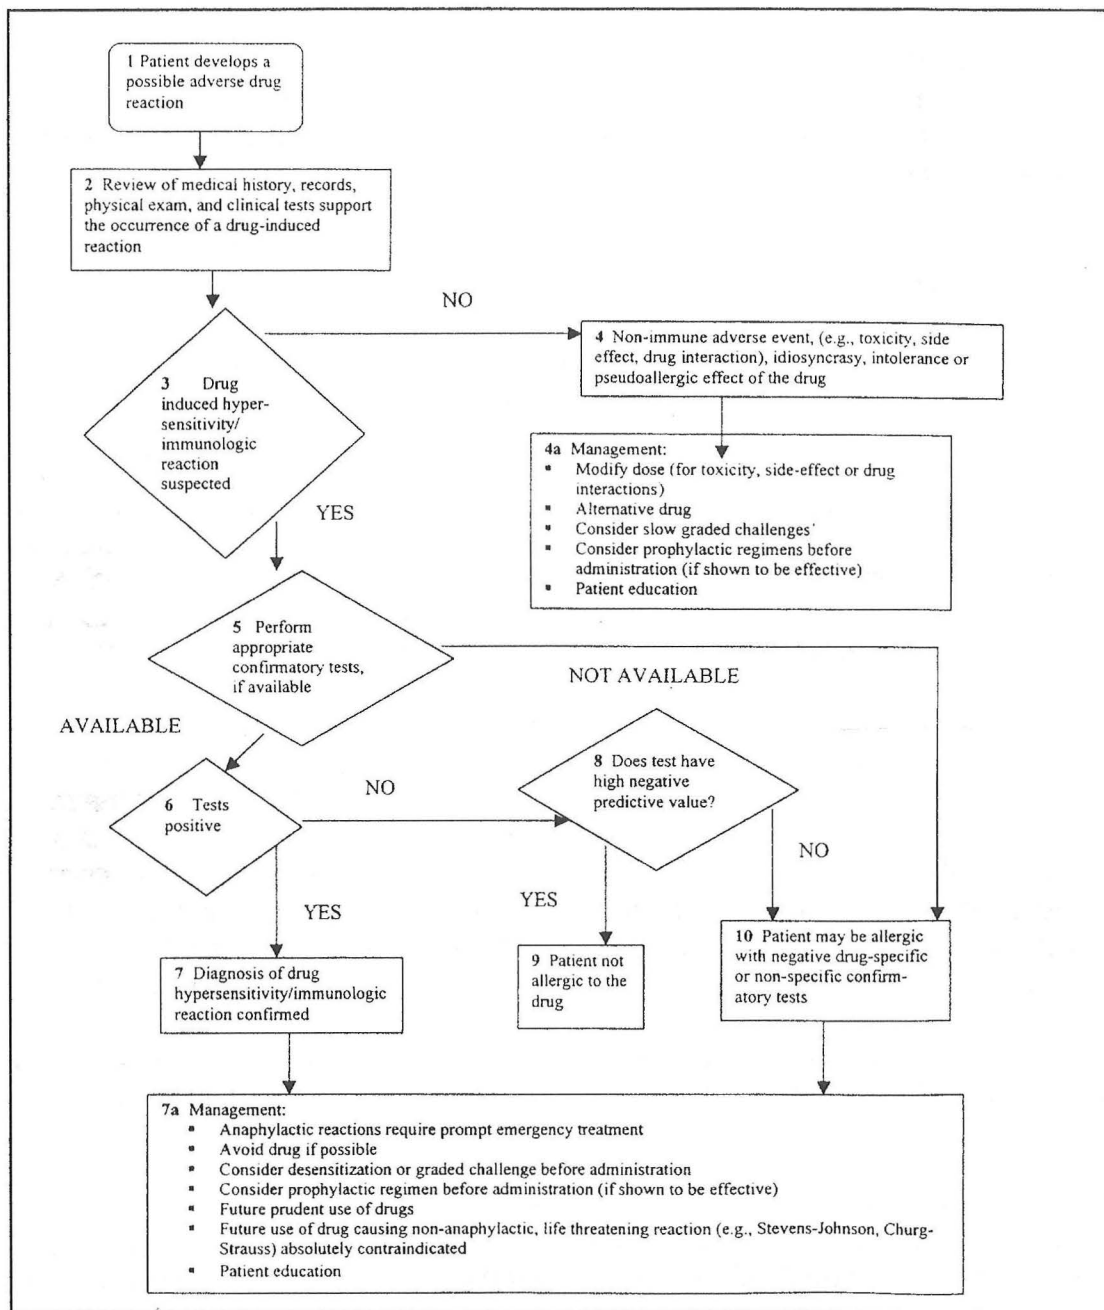 1 Patient develops a
possible adverse drug
reaction
2 Review of medical history, records,
physical exam, and clinical tests support
the occurrence of a drug-induced
reaction
NO
3 Drug
induced hyper-
sensitivity/
immunologic
reaction
suspected
4 Non-immune adverse event, (e.g., toxicity, side
effect, drug interaction), idiosyncrasy, intolerance or
pseudoallergic effect of the drug
4a Management:
▪ Modify dose (for toxicity, side-effect or drug
interactions)
▪ Alternative drug
▪ Consider slow graded challenges
▪ Consider prophylactic regimens before
administration (if shown to be effective)
▪ Patient education
YES
5 Perform
appropriate
confirmatory tests,
if available
NOT AVAILABLE
AVAILABLE
6 Tests
positive
NO
8 Does test have
high negative
predictive value?
YES
YES
NO
7 Diagnosis of drug
hypersensitivity/immunologic
reaction confirmed
9 Patient not
allergic to the
drug
10 Patient may be allergic
with negative drug-specific
or non-specific confirm-
atory tests
7a Management:
▪ Anaphylactic reactions require prompt emergency treatment
▪ Avoid drug if possible
▪ Consider desensitization or graded challenge before administration
▪ Consider prophylactic regimen before administration (if shown to be effective)
▪ Future prudent use of drugs
▪ Future use of drug causing non-anaphylactic, life threatening reaction (e.g., Stevens-Johnson, Churg-
Strauss) absolutely contraindicated
▪ Patient education